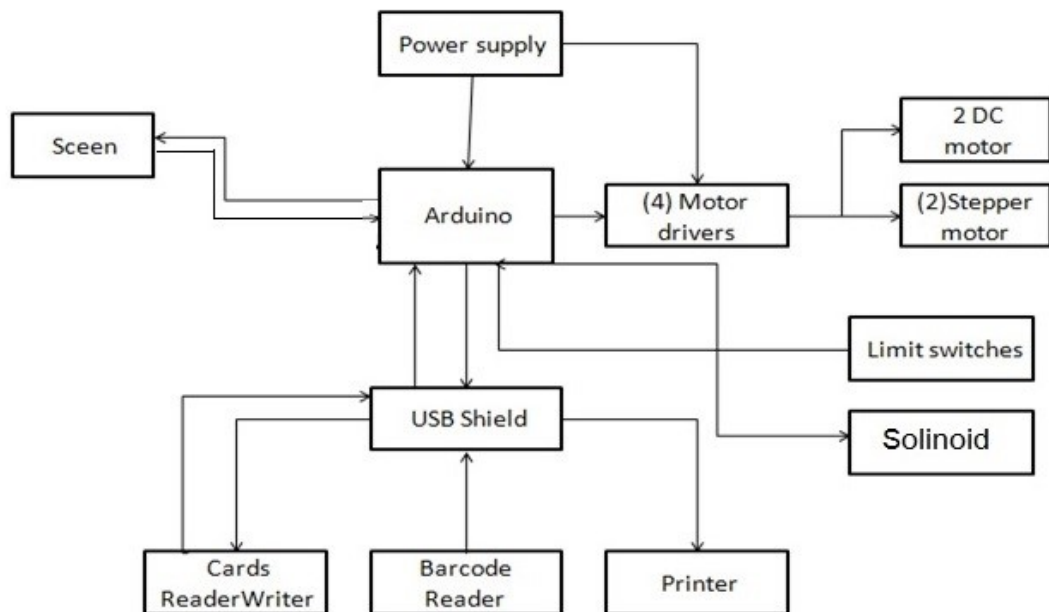 Power supply
Sceen
2 DC
motor
Arduino
(4) Motor
drivers
(2)Stepper
motor
Limit switches
USB Shield
Solinoid
Cards
ReaderWriter
Barcode
Reader
Printer